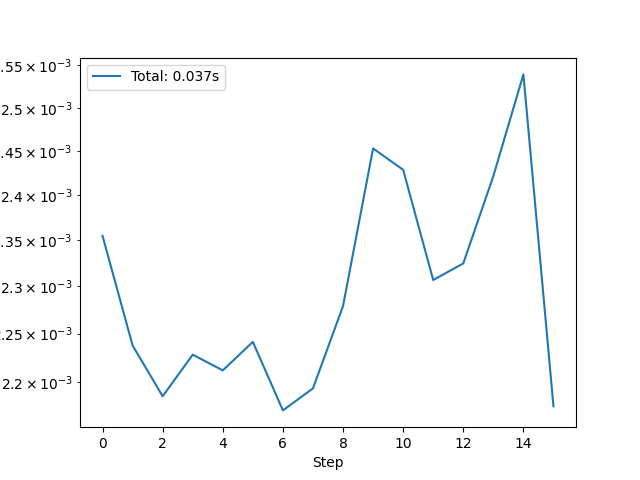 Total: 0.037s
.55 × 10⁻³
2.5 × 10⁻³
.45 × 10⁻³
2.4 × 10⁻³
.35 × 10⁻³
2.3 × 10⁻³
.25 × 10⁻³
2.2 × 10⁻³
0 2 4 6 8 10 12 14
Step